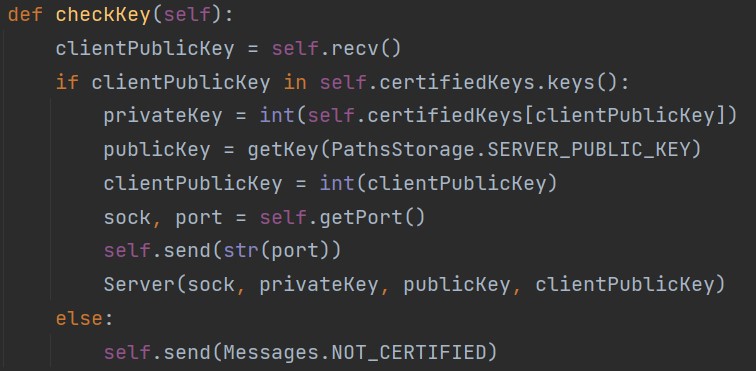 def checkKey(self):
    clientPublicKey = self.recv()
    if clientPublicKey in self.certifiedKeys.keys():
        privateKey = int(self.certifiedKeys[clientPublicKey])
        publicKey = getKey(PathsStorage.SERVER_PUBLIC_KEY)
        clientPublicKey = int(clientPublicKey)
        sock, port = self.getPort()
        self.send(str(port))
        Server(sock, privateKey, publicKey, clientPublicKey)
    else:
        self.send(Messages.NOT_CERTIFIED)